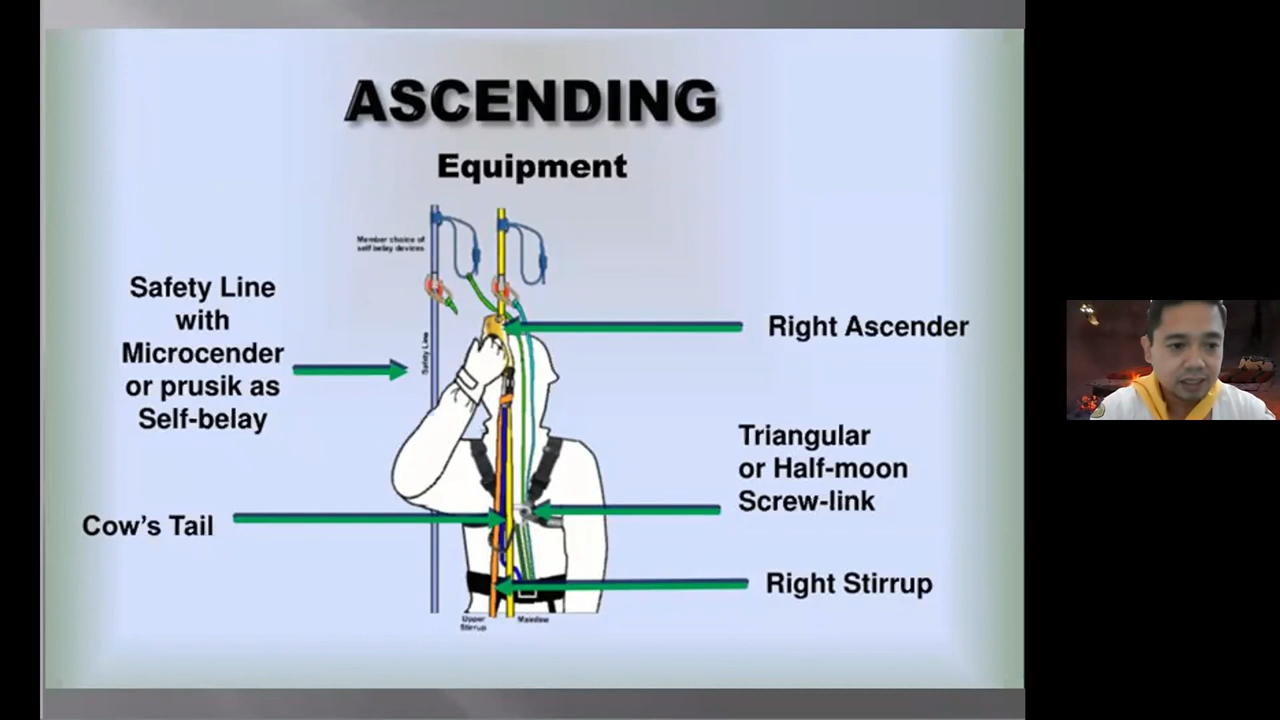 ASCENDING
Equipment
Member choice of
self belay devices
Safety Line
with
Microcender
or prusik as
Self-belay
Safety Line
Right Ascender
Triangular
or Half-moon
Screw-link
Cow's Tail
Right Stirrup
Upper
Stirrup
Mainline